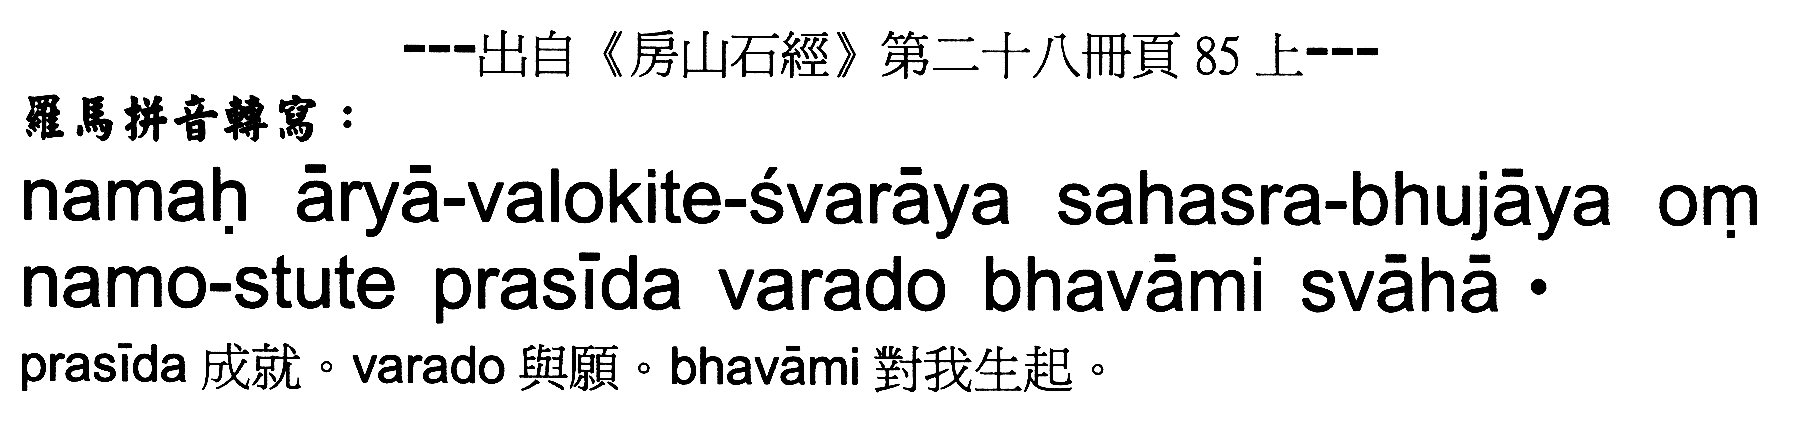 ---出自《房山石經》第二十八冊頁 85 上---
羅馬拼音轉寫：
namaḥ āryā-valokite-śvarāya sahasra-bhujāya oṃ
namo-stute prasīda varado bhavāmi svāhā・
prasīda 成就。varado 與願。bhavāmi 對我生起。